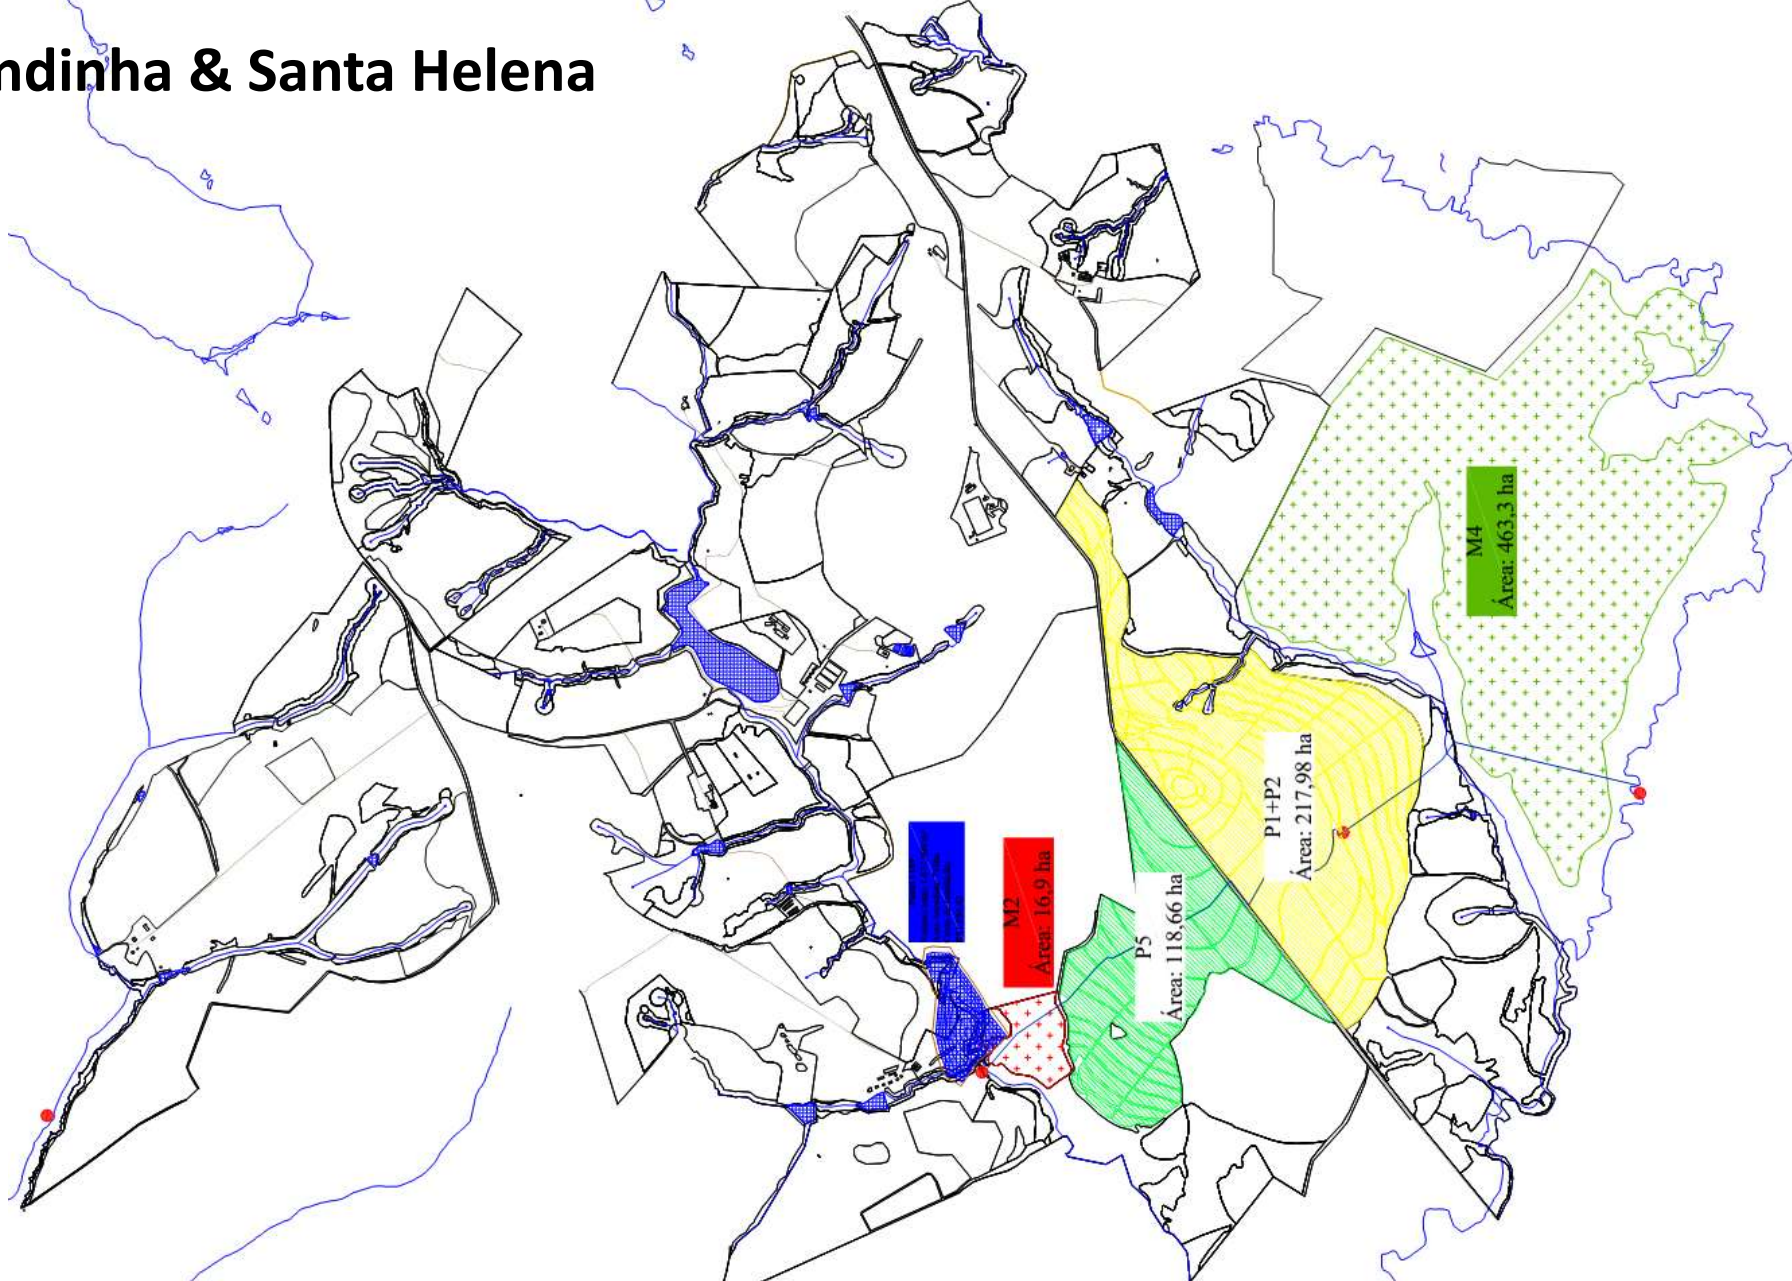 ndinha & Santa Helena
M4
Área: 463,3 ha
P1+P2
Área: 217,98 ha
M2
Área: 16,9 ha
P5
Área: 118,66 ha